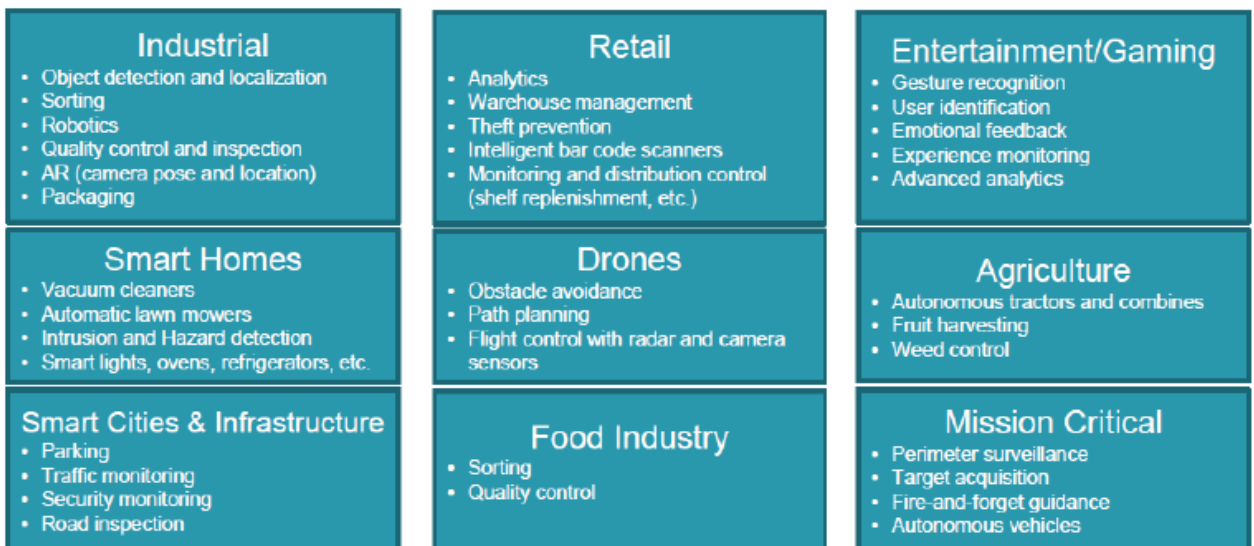 Industrial
• Object detection and localization
• Sorting
• Robotics
• Quality control and inspection
• AR (camera pose and location)
• Packaging
Retail
• Analytics
• Warehouse management
• Theft prevention
• Intelligent bar code scanners
• Monitoring and distribution control
(shelf replenishment, etc.)
Entertainment/Gaming
• Gesture recognition
• User identification
• Emotional feedback
• Experience monitoring
• Advanced analytics
Smart Homes
• Vacuum cleaners
• Automatic lawn mowers
• Intrusion and Hazard detection
• Smart lights, ovens, refrigerators, etc.
Drones
• Obstacle avoidance
• Path planning
• Flight control with radar and camera
sensors
Agriculture
• Autonomous tractors and combines
• Fruit harvesting
• Weed control
Smart Cities & Infrastructure
• Parking
• Traffic monitoring
• Security monitoring
• Road inspection
Food Industry
• Sorting
• Quality control
Mission Critical
• Perimeter surveillance
• Target acquisition
• Fire-and-forget guidance
• Autonomous vehicles